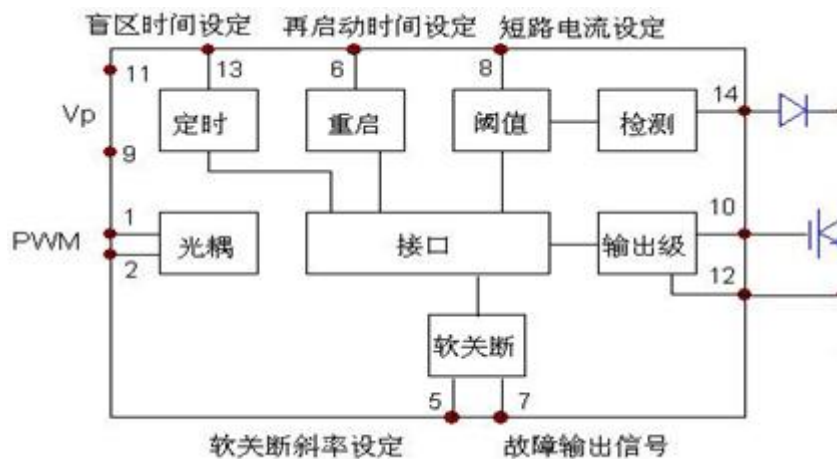 盲区时间设定 再启动时间设定 短路电流设定
11 13 6 8 14
Vp 定时 重启 阈值 检测
9
1 10
PWM 光耦 接口 输出级
2 12
软关断
5 7
软关断斜率设定 故障输出信号